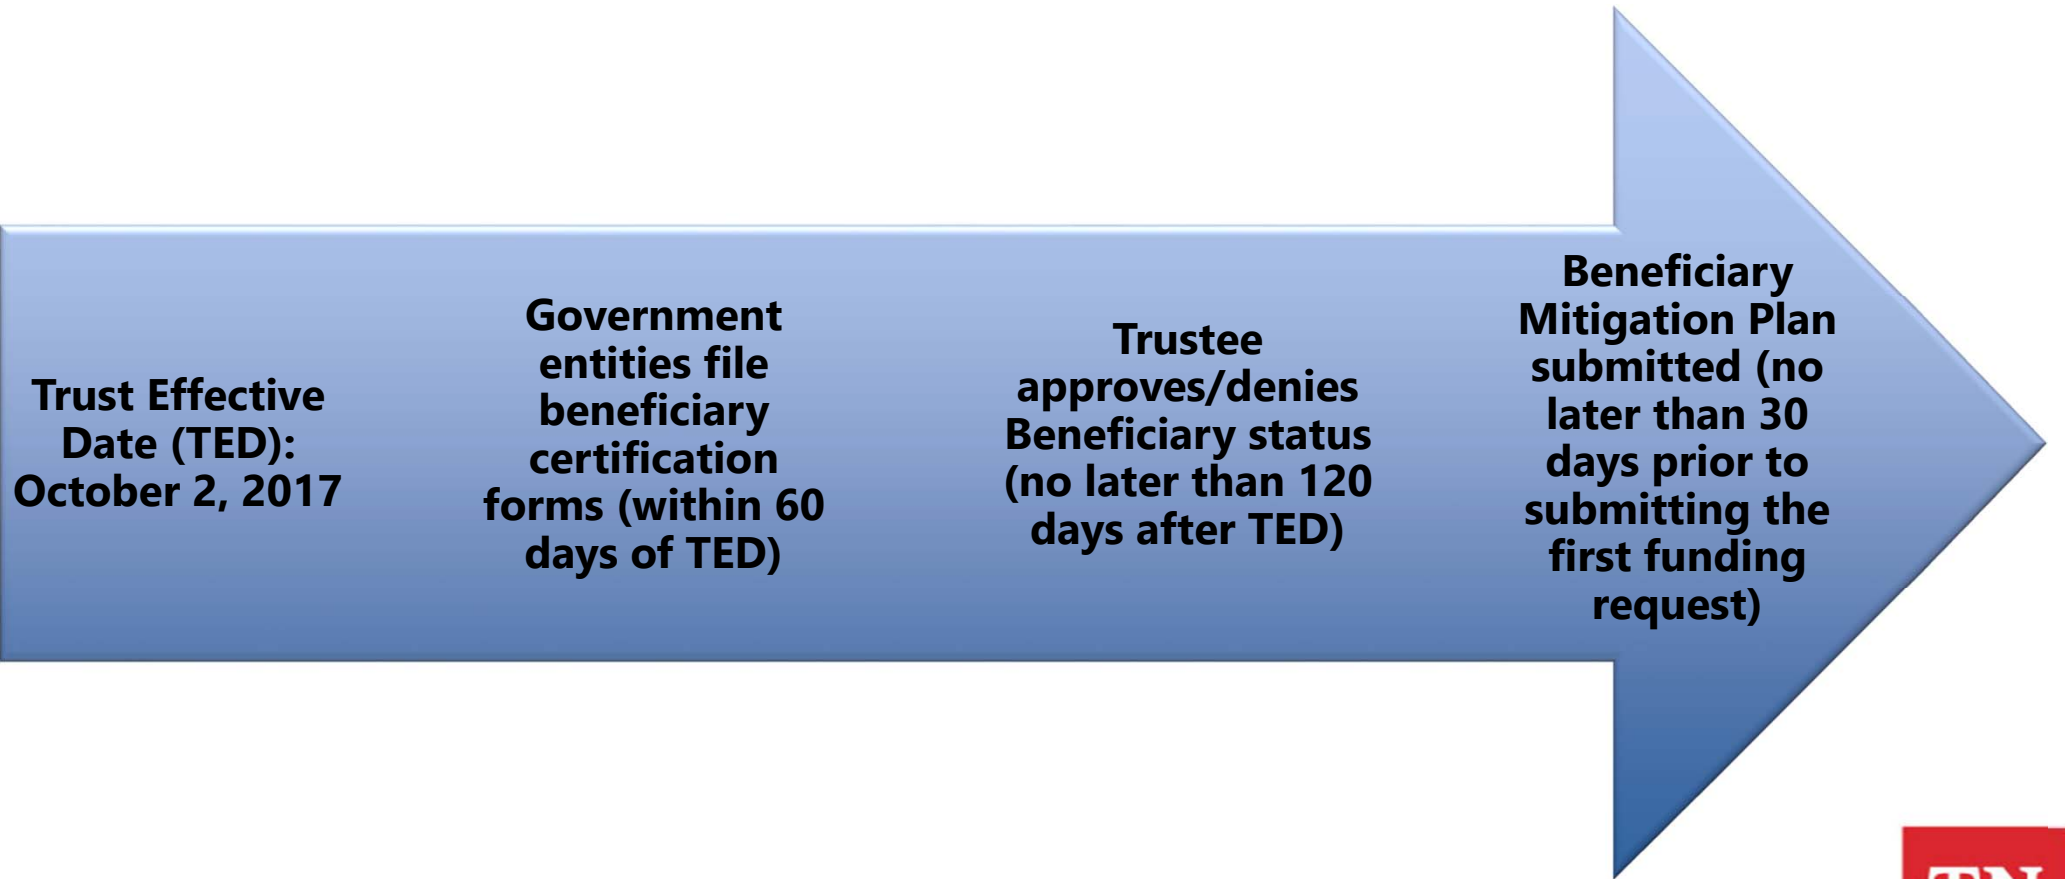 Trust Effective
Date (TED):
October 2, 2017
Government
entities file
beneficiary
certification
forms (within 60
days of TED)
Trustee
approves/denies
Beneficiary status
(no later than 120
days after TED)
Beneficiary
Mitigation Plan
submitted (no
later than 30
days prior to
submitting the
first funding
request)
TN